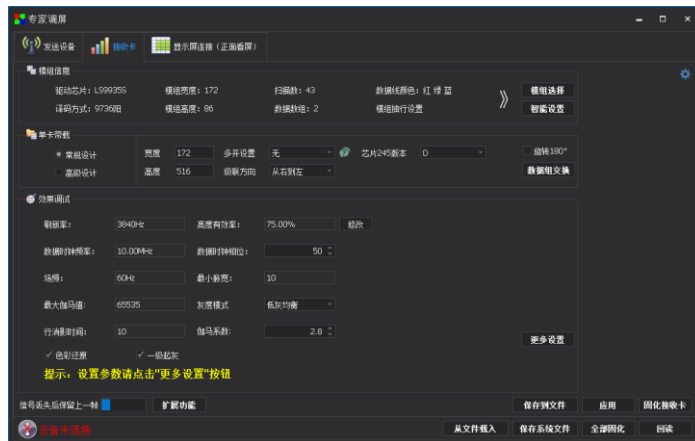 专家调屏
发送设备 接收卡 显示屏连接（正面看屏）
模组信息
驱动芯片：LS9935S 模组宽度：172 扫描数：43 数据线颜色：红 绿 蓝 模组选择
译码方式：9736B 模组高度：86 数据数组：2 模组抽行设置 智能设置
单卡带载
常规设计 宽度 172 多开设置 无 芯片245版本 D 旋转180°
高级设计 高度 516 级联方向 从右到左 数据组交换
效果调试
刷新率： 3840Hz 亮度有效率： 75.00% 修改
数据时钟频率： 10.00MHz 数据时钟相位： 50
场频： 60Hz 最小脉宽： 10
最大伽马值： 65535 灰度模式 低灰均衡
行消影时间： 10 伽马系数： 2.8
更多设置
色彩还原 一级起灰
提示：设置参数请点击"更多设置"按钮
信号丢失后保留上一帧 扩展功能 保存到文件 应用 固化接收卡
设备未连接 从文件载入 保存系统文件 全部固化 回读